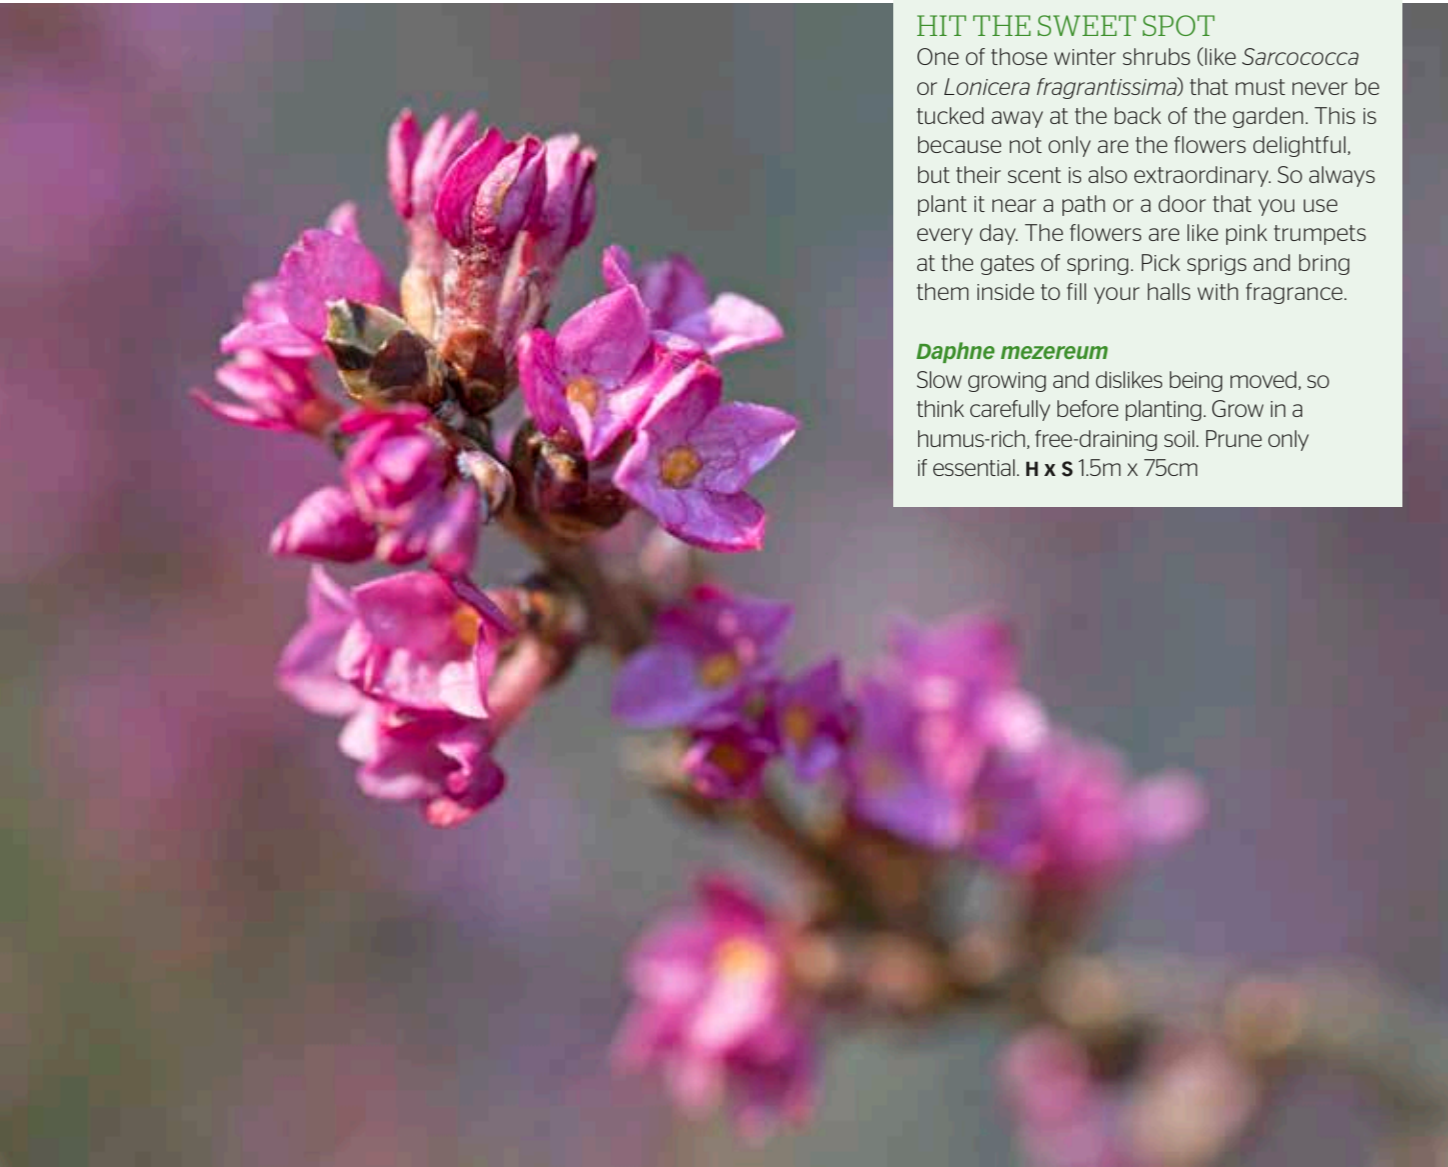 HIT THE SWEET SPOT
One of those winter shrubs (like Sarcococca
or Lonicera fragrantissima) that must never be
tucked away at the back of the garden. This is
because not only are the flowers delightful,
but their scent is also extraordinary. So always
plant it near a path or a door that you use
every day. The flowers are like pink trumpets
at the gates of spring. Pick sprigs and bring
them inside to fill your halls with fragrance.
Daphne mezereum
Slow growing and dislikes being moved, so
think carefully before planting. Grow in a
humus-rich, free-draining soil. Prune only
if essential. H x S 1.5m x 75cm